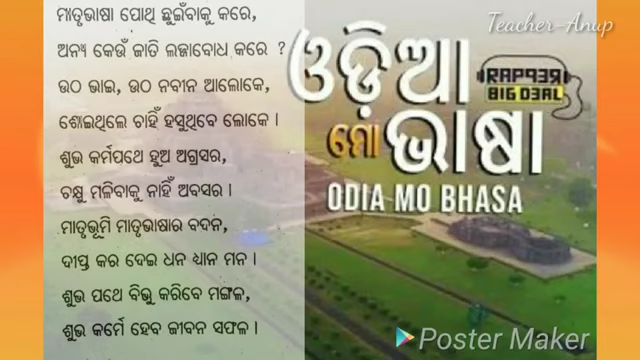 ମାତୃଭାଷା ପୋଥି ଛୁଇଁବାକୁ କରେ,
ଅନ୍ୟ କେଉଁ ଜାତି ଲଜ୍ଜାବୋଧ କରେ ?
ଉଠ ଭାଇ, ଉଠ ନବୀନ ଆଲୋକେ,
ଶୋଇଥିଲେ ଚାହିଁ ହସୁଥିବେ ଲୋକେ ।
ଶୁଭ କର୍ମପଥେ ହୁଅ ଅଗ୍ରସର,
ଚକ୍ଷୁ ମଳିବାକୁ ନାହିଁ ଅବସର ।
ମାତୃଭୂମି ମାତୃଭାଷାର ବଦନ,
ଦୀପ୍ତ କର ଦେଇ ଧନ ଧ୍ୟାନ ମନ ।
ଶୁଭ ପଥେ ବିଭୁ କରିବେ ମଙ୍ଗଳ,
ଶୁଭ କର୍ମେ ହେବ ଜୀବନ ସଫଳ ।
Teacher-Anup
RAPPER
BIG DEAL
ଓଡ଼ିଆ
ମୋ ଭାଷା
ODIA MO BHASA
Poster Maker